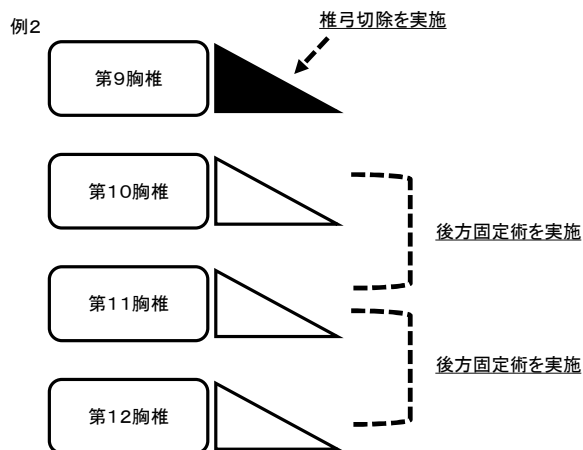 例2
椎弓切除を実施
第9胸椎
第10胸椎
後方固定術を実施
第11胸椎
後方固定術を実施
第12胸椎